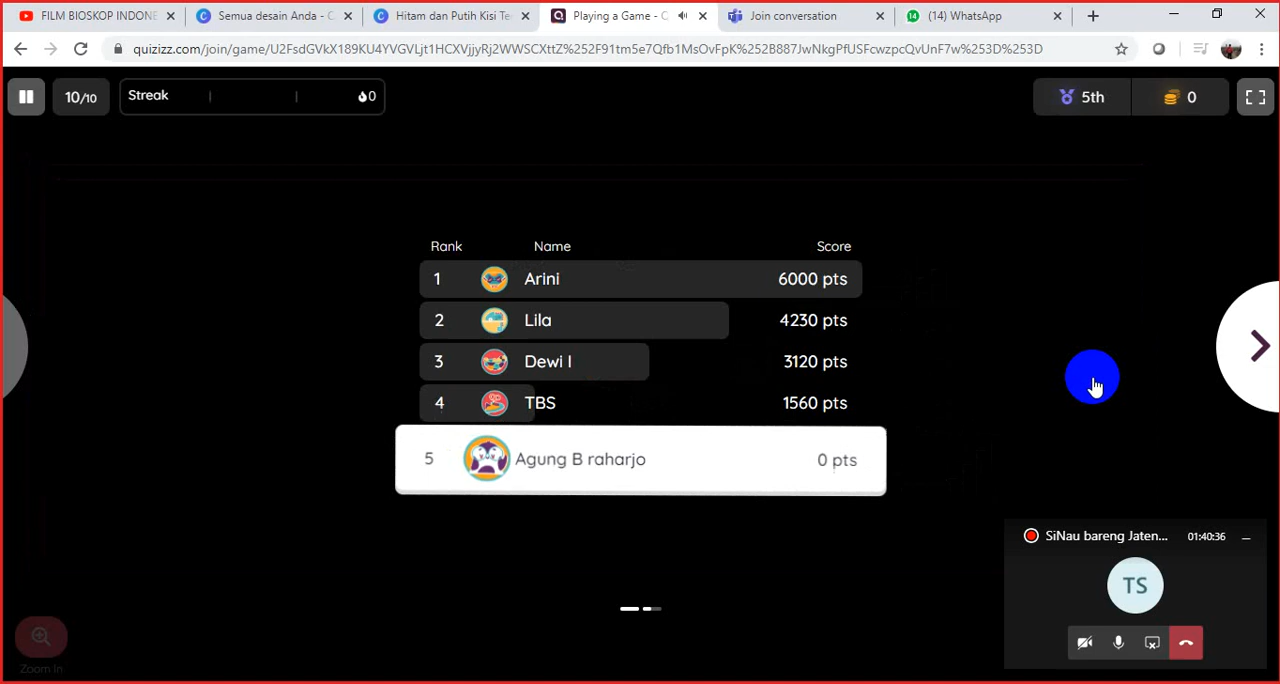 FILM BIOSKOP INDONE
Semua desain Anda - C
Hitam dan Putih Kisi Te
Playing a Game - C
Join conversation
(14) WhatsApp
quizizz.com/join/game/U2FsdGVkX189KU4YVGVLjt1HCXVjjyRj2WWSCXttZ%252F91tm5e7Qfb1MsOvFpK%252B887JwNkgPfUSFcwzpcQvUnF7w%253D%253D
10/10
Streak
0
5th
0
Rank Name Score
1 Arini 6000 pts
2 Lila 4230 pts
3 Dewi I 3120 pts
4 TBS 1560 pts
5 Agung B raharjo 0 pts
SiNau bareng Jaten... 01:40:36
TS
Zoom In